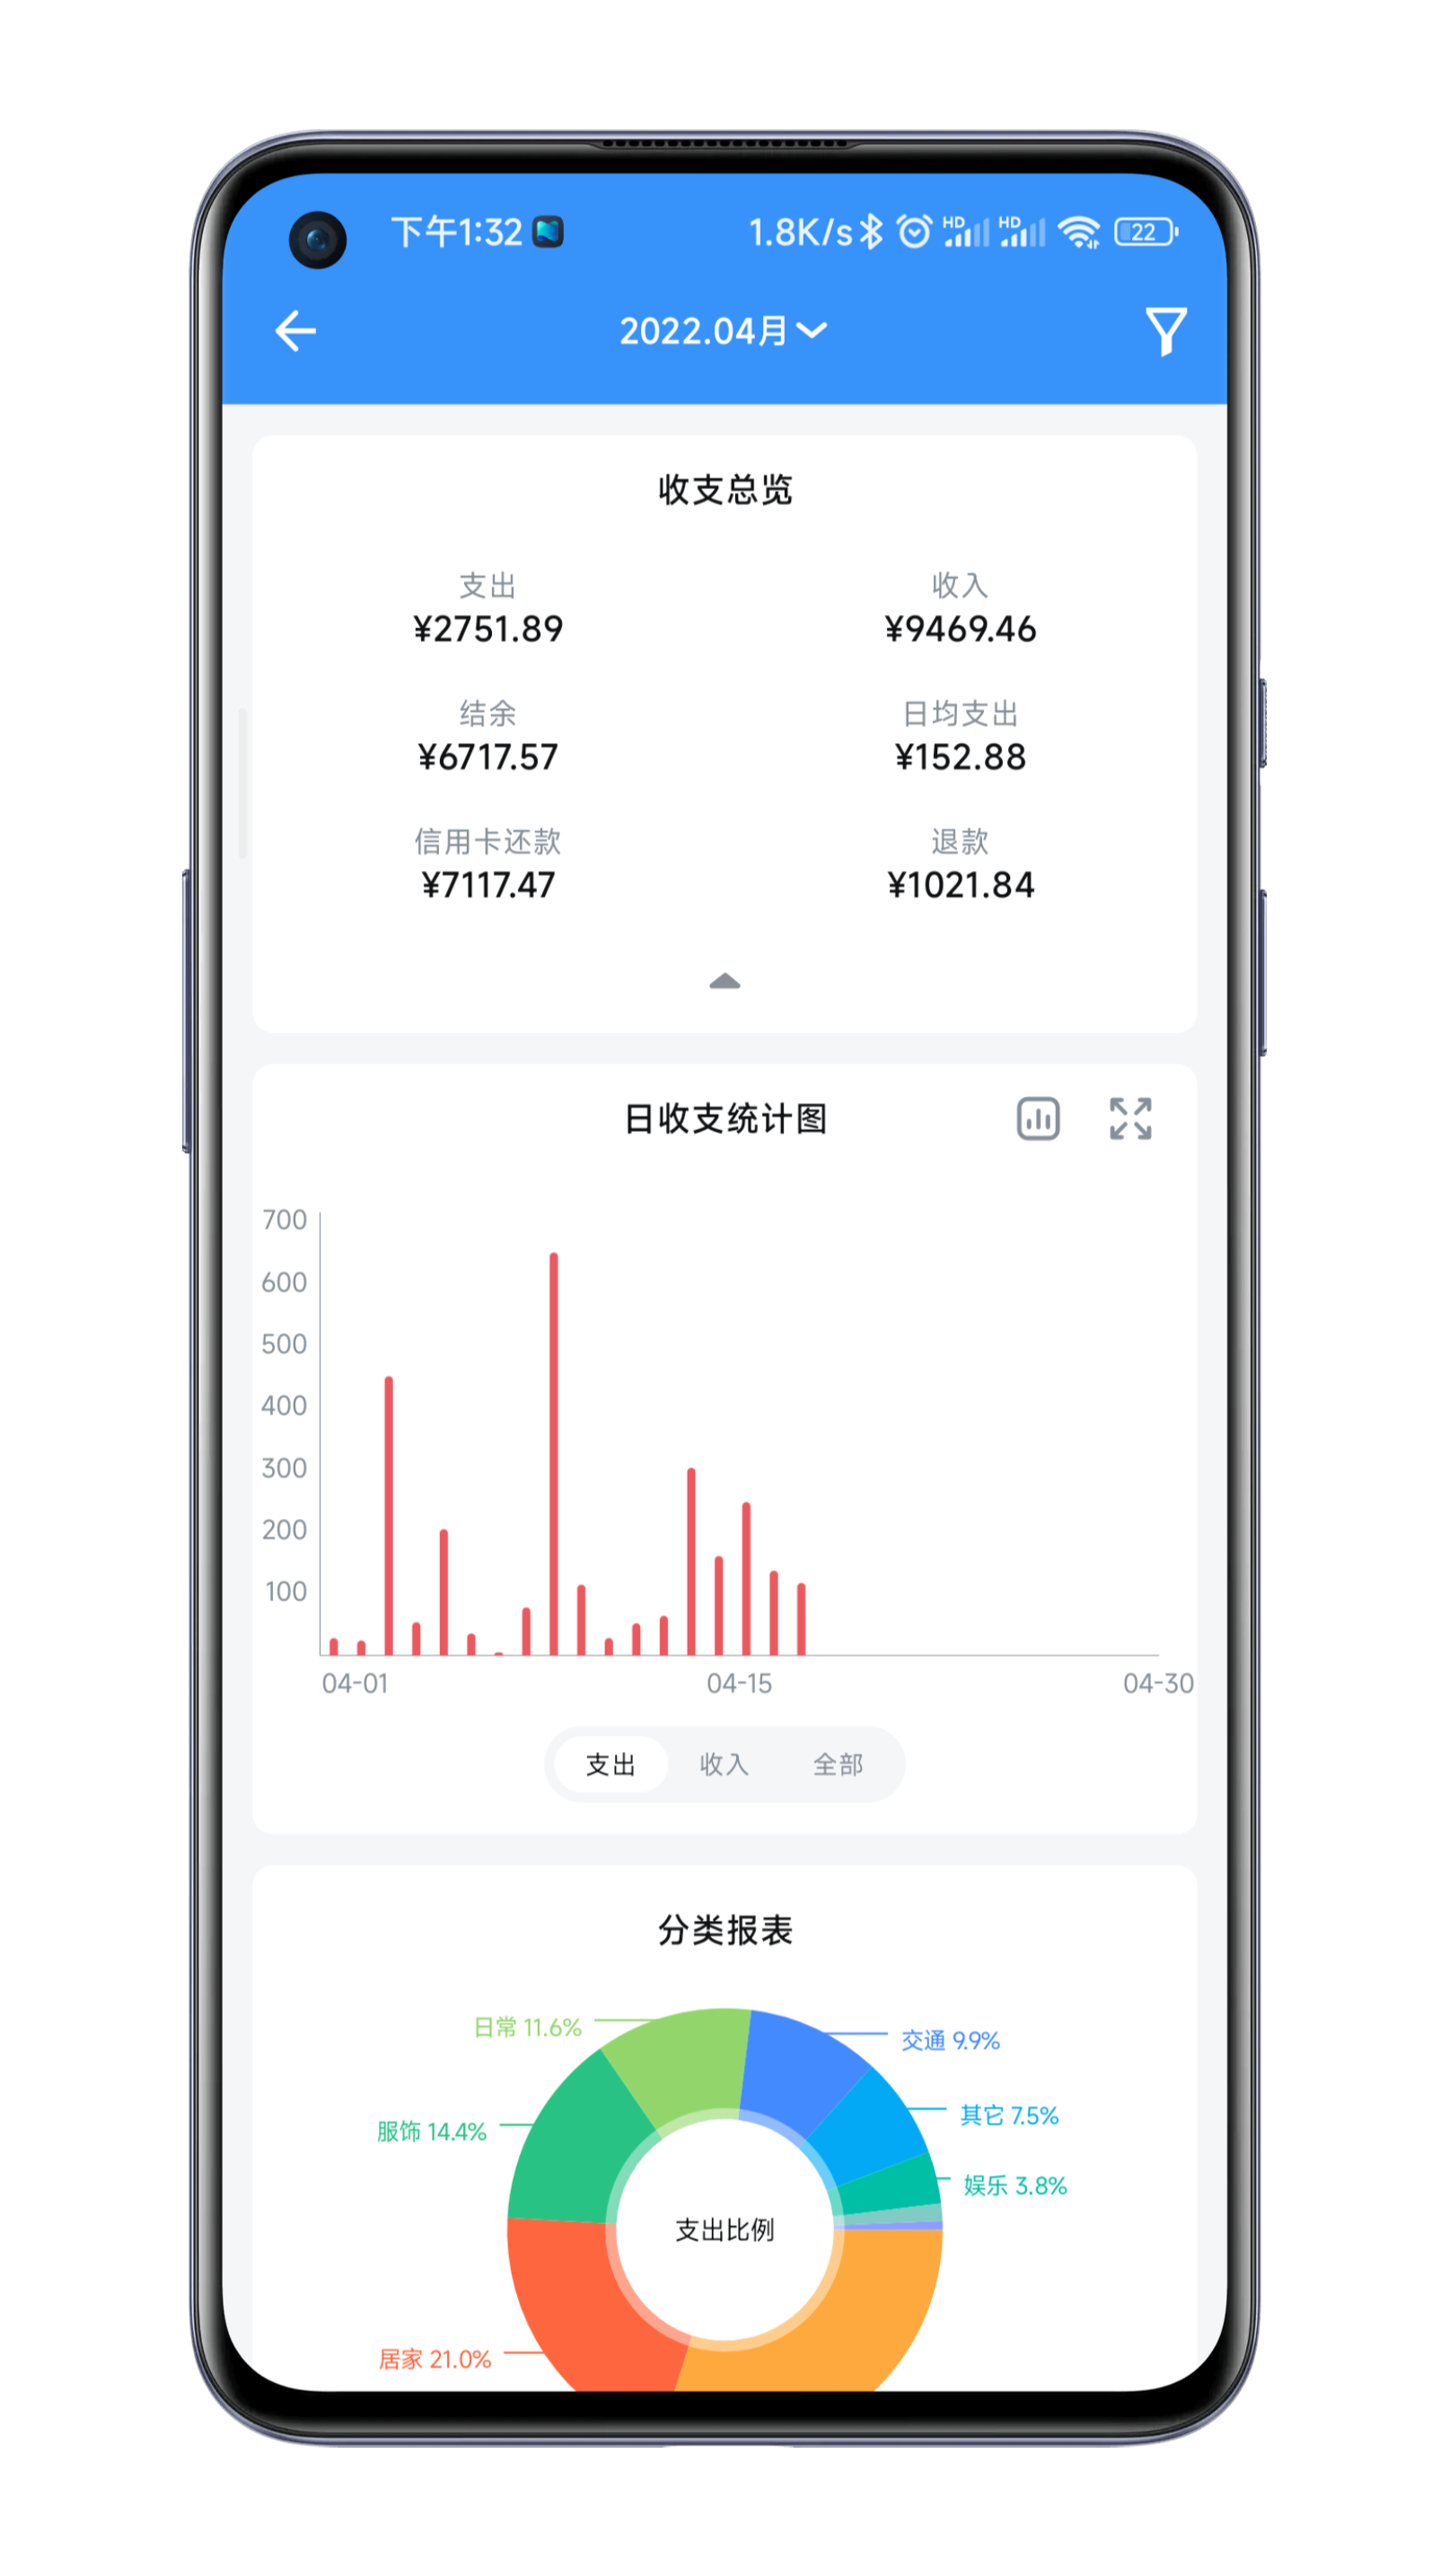 下午1:32 1.8K/s HD HD 22
2022.04月
收支总览
支出 收入
¥2751.89 ¥9469.46
结余 日均支出
¥6717.57 ¥152.88
信用卡还款 退款
¥7117.47 ¥1021.84
日收支统计图
700
600
500
400
300
200
100
04-01 04-15 04-30
支出 收入 全部
分类报表
日常 11.6%
交通 9.9%
其它 7.5%
服饰 14.4%
娱乐 3.8%
支出比例
居家 21.0%